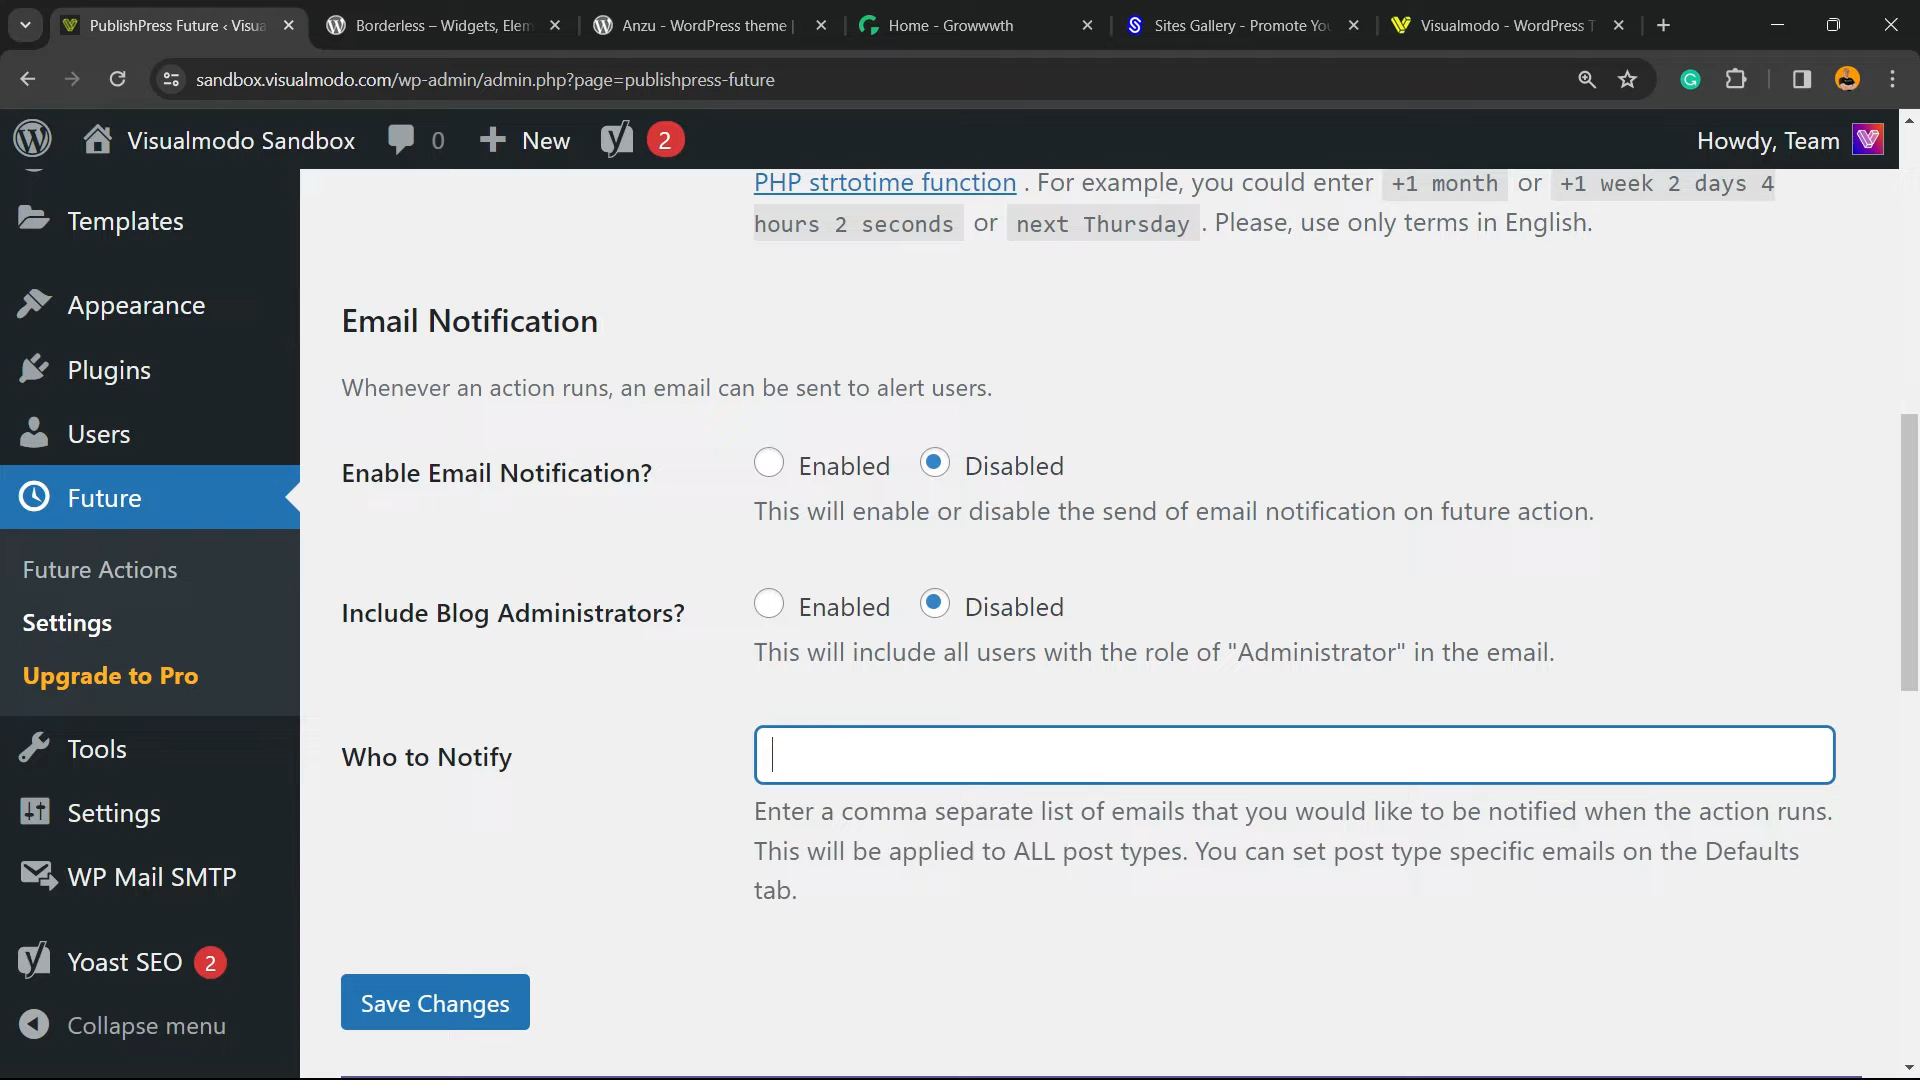 PublishPress Future ‹ Visua
Borderless – Widgets, Elem
Anzu - WordPress theme |
Home - Growwwth
Sites Gallery - Promote Yo
Visualmodo - WordPress T
sandbox.visualmodo.com/wp-admin/admin.php?page=publishpress-future
Visualmodo Sandbox
0
New
2
Howdy, Team
Templates
Appearance
Plugins
Users
Future
Future Actions
Settings
Upgrade to Pro
Tools
Settings
WP Mail SMTP
Yoast SEO 2
Collapse menu
PHP strtotime function . For example, you could enter +1 month or +1 week 2 days 4
hours 2 seconds or next Thursday . Please, use only terms in English.
Email Notification
Whenever an action runs, an email can be sent to alert users.
Enable Email Notification?
Enabled Disabled
This will enable or disable the send of email notification on future action.
Include Blog Administrators?
Enabled Disabled
This will include all users with the role of "Administrator" in the email.
Who to Notify
Enter a comma separate list of emails that you would like to be notified when the action runs.
This will be applied to ALL post types. You can set post type specific emails on the Defaults
tab.
Save Changes